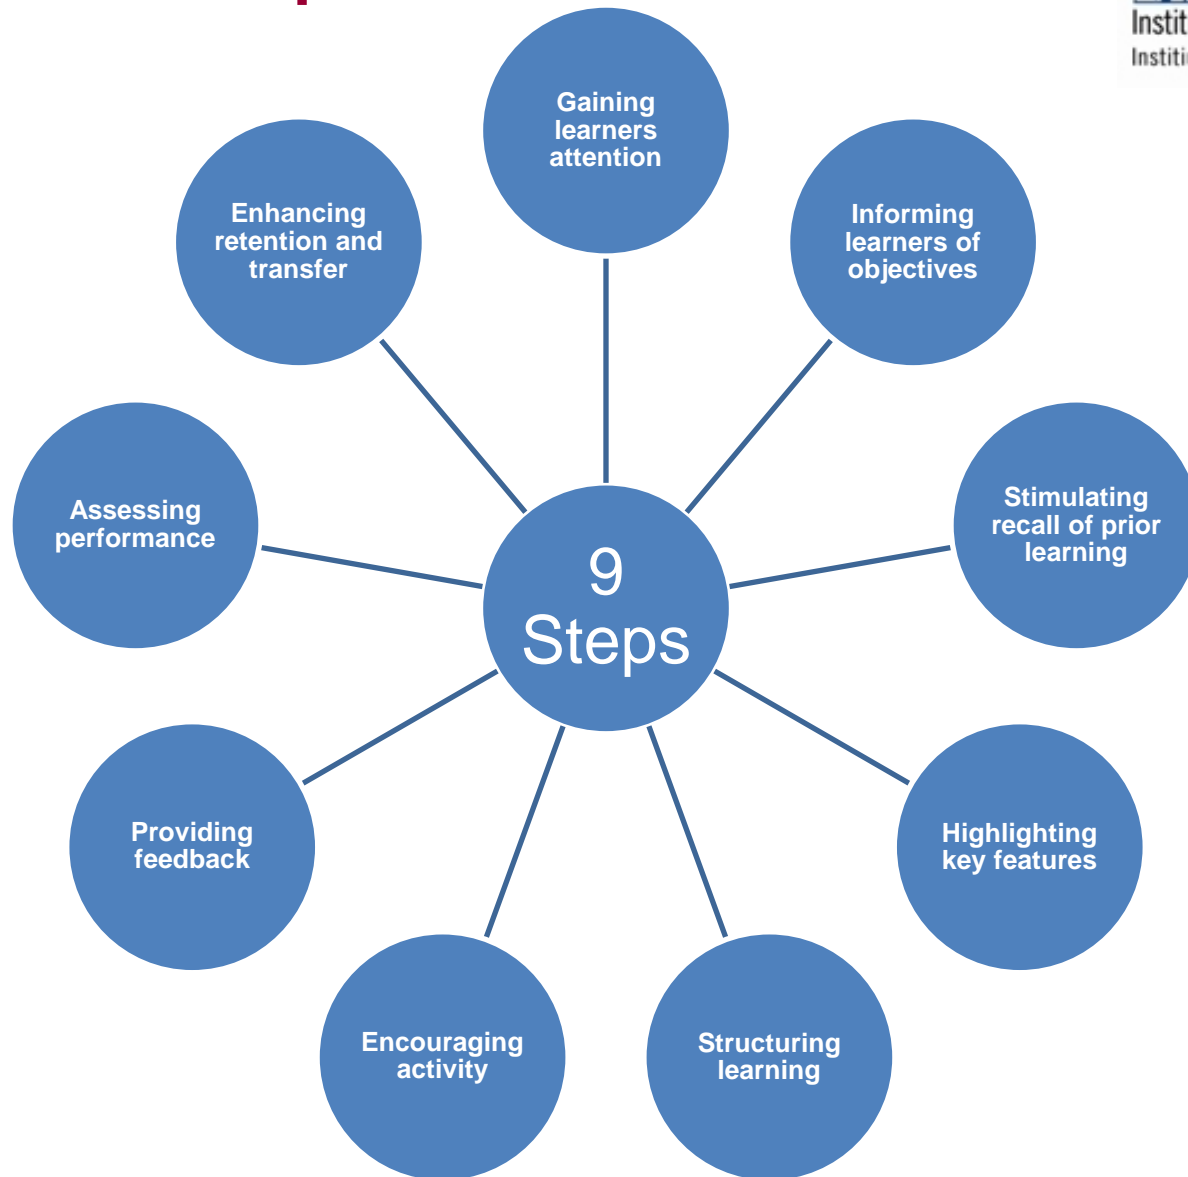 Gaining
learners
attention
Informing
learners of
objectives
Stimulating
recall of prior
learning
Highlighting
key features
Structuring
learning
Encouraging
activity
Providing
feedback
Assessing
performance
Enhancing
retention and
transfer
9
Steps